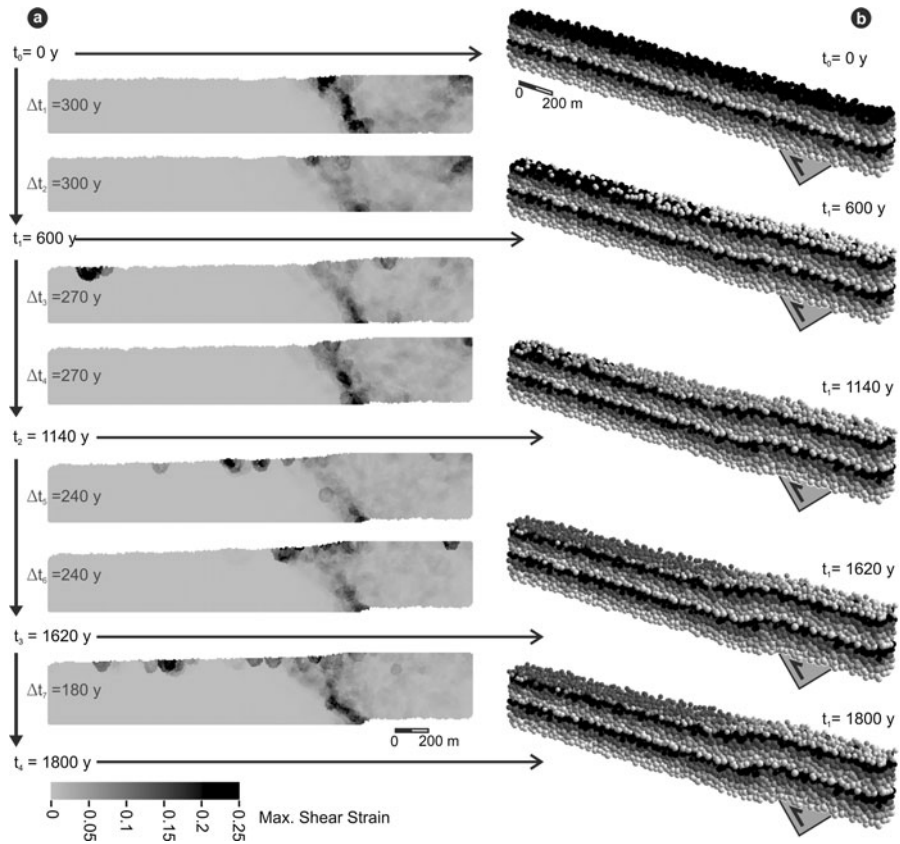 a
t₀= 0 y
Δt₁ =300 y
Δt₂ =300 y
t₁= 600 y
Δt₃ =270 y
Δt₄ =270 y
t₂ = 1140 y
Δt₅ =240 y
Δt₆ =240 y
t₃ = 1620 y
Δt₇ =180 y
0 200 m
t₄ = 1800 y
0 0.05 0.1 0.15 0.2 0.25
Max. Shear Strain
b
t₀= 0 y
0 200 m
t₁= 600 y
t₁= 1140 y
t₁= 1620 y
t₁= 1800 y